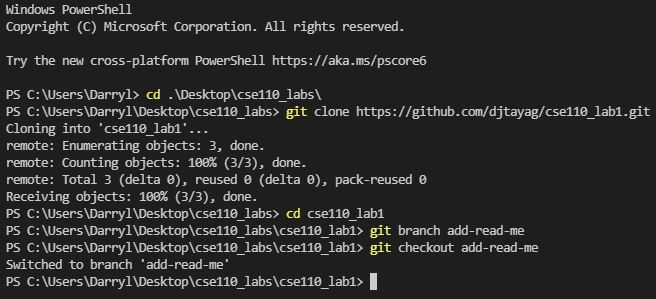 Windows PowerShell
Copyright (C) Microsoft Corporation. All rights reserved.
Try the new cross-platform PowerShell https://aka.ms/pscore6
PS C:\Users\Darryl> cd .\Desktop\cse110_labs\
PS C:\Users\Darryl\Desktop\cse110_labs> git clone https://github.com/djtayag/cse110_lab1.git
Cloning into 'cse110_lab1'...
remote: Enumerating objects: 3, done.
remote: Counting objects: 100% (3/3), done.
remote: Total 3 (delta 0), reused 0 (delta 0), pack-reused 0
Receiving objects: 100% (3/3), done.
PS C:\Users\Darryl\Desktop\cse110_labs> cd cse110_lab1
PS C:\Users\Darryl\Desktop\cse110_labs\cse110_lab1> git branch add-read-me
PS C:\Users\Darryl\Desktop\cse110_labs\cse110_lab1> git checkout add-read-me
Switched to branch 'add-read-me'
PS C:\Users\Darryl\Desktop\cse110_labs\cse110_lab1>